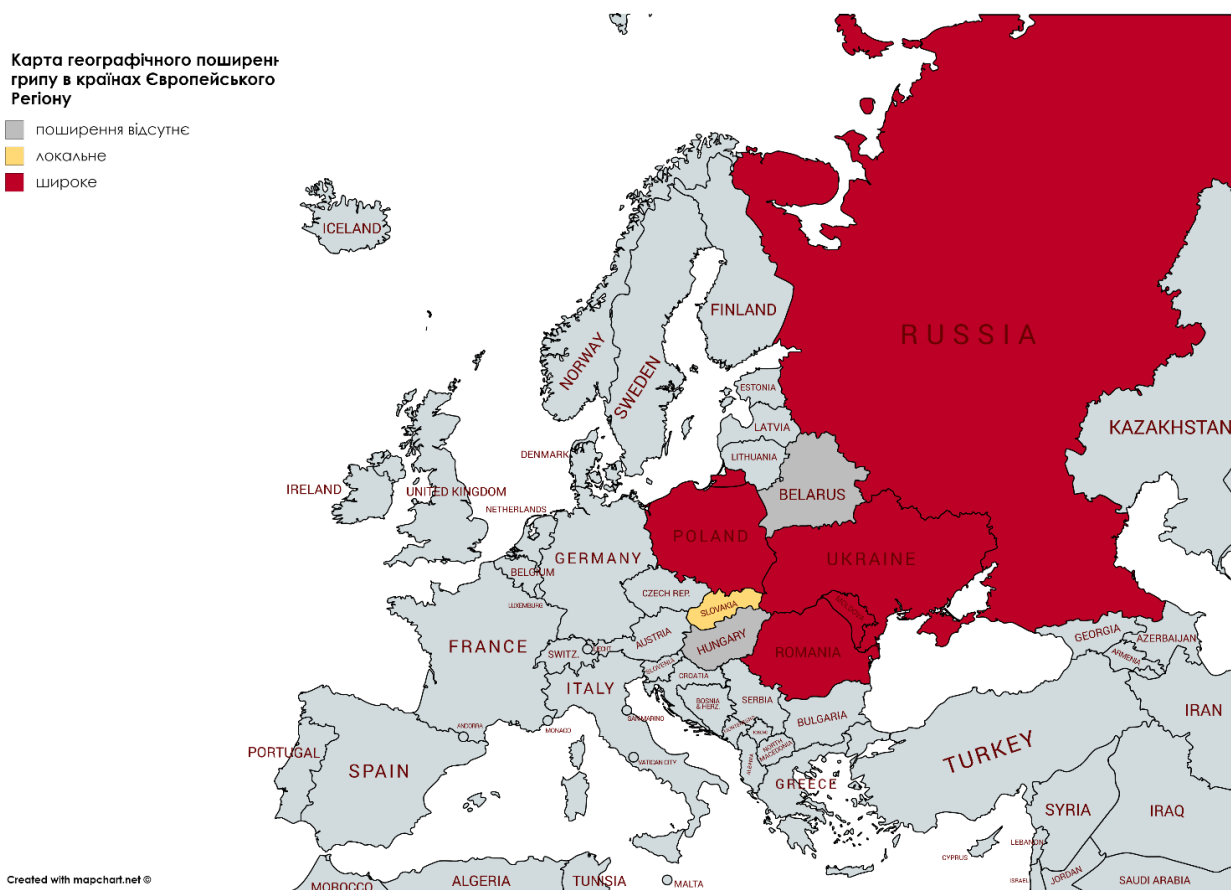 Карта географічного поширенн
грипу в країнах Європейського
Регіону
поширення відсутнє
локальне
широке
ICELAND
RUSSIA
FINLAND
NORWAY
SWEDEN
ESTONIA
LATVIA
LITHUANIA
KAZAKHSTAN
DENMARK
IRELAND
UNITED KINGDOM
NETHERLANDS
BELARUS
POLAND
GERMANY
UKRAINE
BELGIUM
CZECH REP.
LUXEMBURG
SLOVAKIA
MOLDOVA
FRANCE
AUSTRIA
HUNGARY
SWITZ.
ROMANIA
GEORGIA
AZERBAIJAN
ARMENIA
SLOVENIA
CROATIA
ITALY
BOSNIA
& HERZ.
SERBIA
SAN MARINO
MONTENEGRO
BULGARIA
ANDORRA
MONACO
NORTH
MACEDONIA
ALBANIA
IRAN
PORTUGAL
SPAIN
VATICAN CITY
TURKEY
GREECE
SYRIA
IRAQ
LEBANON
CYPRUS
ISRAEL
JORDAN
SAUDI ARABIA
MOROCCO
ALGERIA
TUNISIA
MALTA
Created with mapchart.net ©